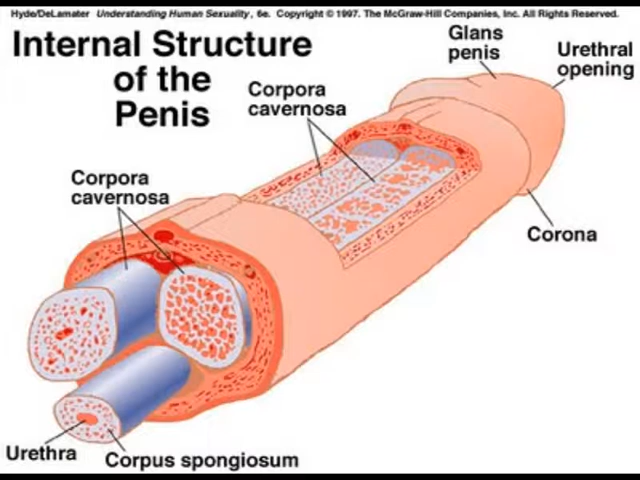 Hyde/DeLamater Understanding Human Sexuality, 6e. Copyright © 1997. The McGraw-Hill Companies, Inc. All Rights Reserved.
Internal Structure
of the
Penis
Glans
penis
Urethral
opening
Corpora
cavernosa
Corpora
cavernosa
Corona
Urethra
Corpus spongiosum